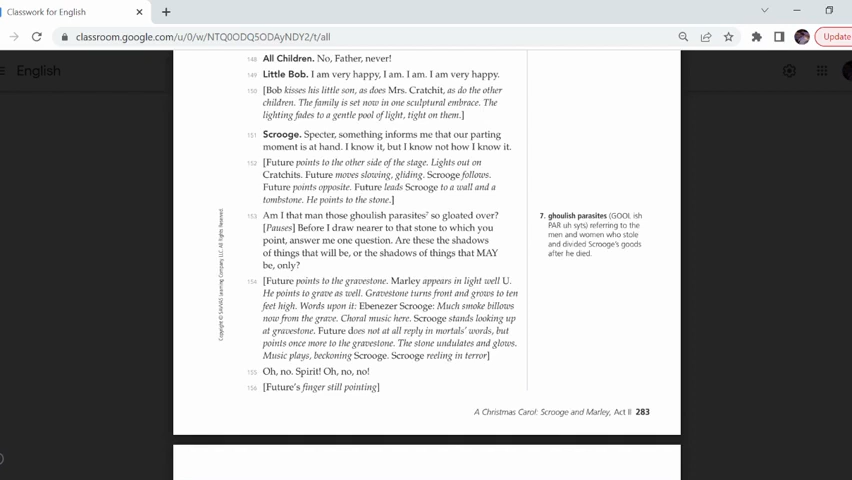 Classwork for English
classroom.google.com/u/0/w/NTQ0ODQ5ODAyNDY2/t/all
Update
English
148 All Children. No, Father, never!
149 Little Bob. I am very happy, I am. I am. I am very happy.
150 [Bob kisses his little son, as does Mrs. Cratchit, as do the other
children. The family is set now in one sculptural embrace. The
lighting fades to a gentle pool of light, tight on them.]
151 Scrooge. Specter, something informs me that our parting
moment is at hand. I know it, but I know not how I know it.
152 [Future points to the other side of the stage. Lights out on
Cratchits. Future moves slowing, gliding. Scrooge follows.
Future points opposite. Future leads Scrooge to a wall and a
tombstone. He points to the stone.]
153 Am I that man those ghoulish parasites7 so gloated over?
[Pauses] Before I draw nearer to that stone to which you
point, answer me one question. Are these the shadows
of things that will be, or the shadows of things that MAY
be, only?
154 [Future points to the gravestone. Marley appears in light well U.
He points to grave as well. Gravestone turns front and grows to ten
feet high. Words upon it: Ebenezer Scrooge: Much smoke billows
now from the grave. Choral music here. Scrooge stands looking up
at gravestone. Future does not at all reply in mortals' words, but
points once more to the gravestone. The stone undulates and glows.
Music plays, beckoning Scrooge. Scrooge reeling in terror]
155 Oh, no. Spirit! Oh, no, no!
156 [Future's finger still pointing]
7. ghoulish parasites (GOOL ish
PAR uh syts) referring to the
men and women who stole
and divided Scrooge's goods
after he died.
Copyright © SAVVAS Learning Company LLC. All Rights Reserved.
A Christmas Carol: Scrooge and Marley, Act II 283